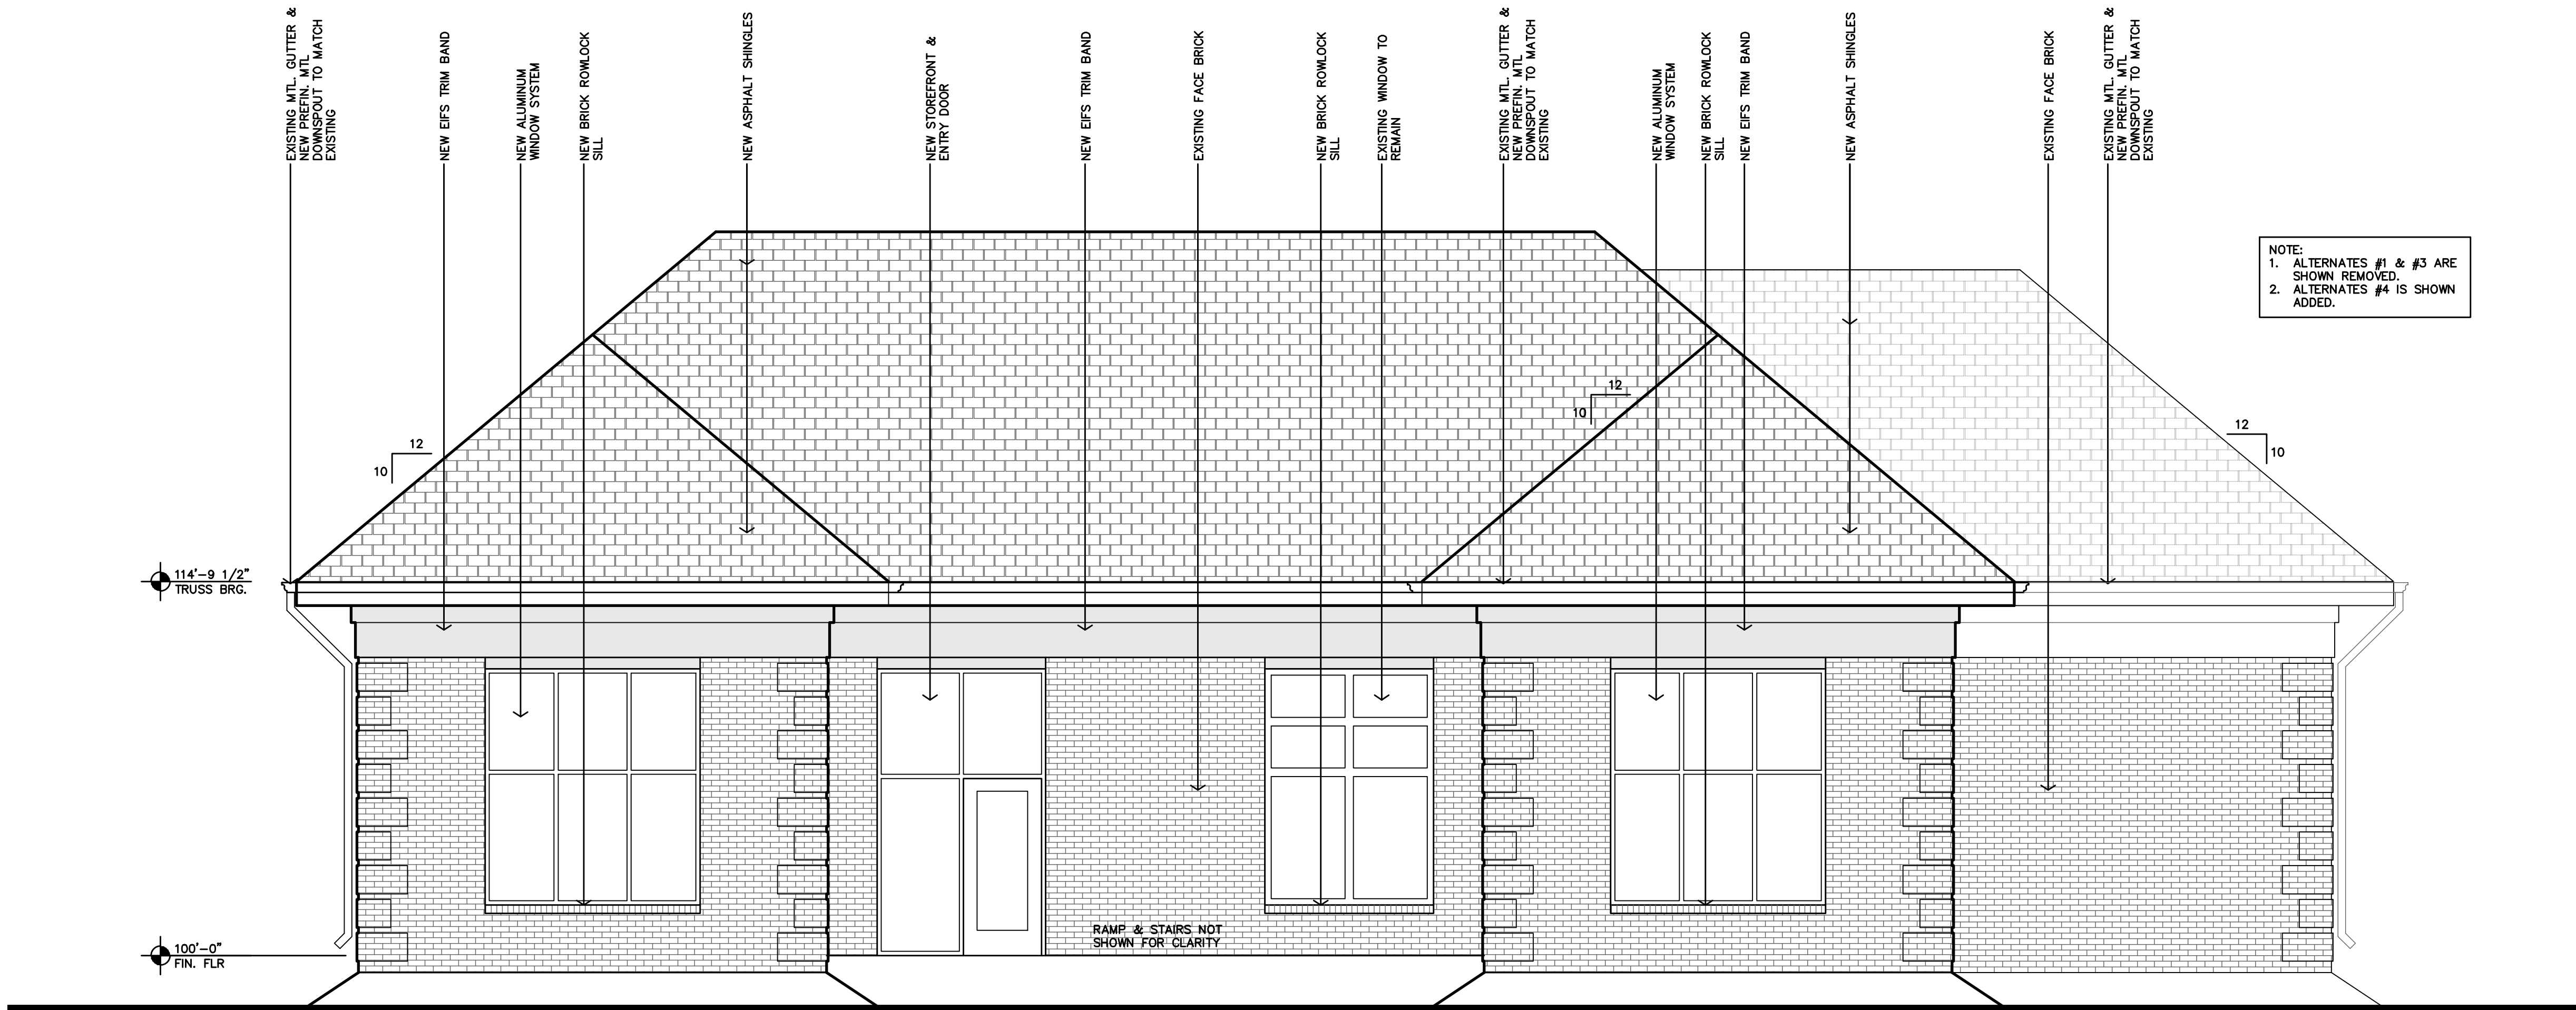 EXISTING MTL. GUTTER &
NEW PREFIN. MTL
DOWNSPOUT TO MATCH
EXISTING
NEW EIFS TRIM BAND
NEW ALUMINUM
WINDOW SYSTEM
NEW BRICK ROWLOCK
SILL
NEW ASPHALT SHINGLES
NEW STOREFRONT &
ENTRY DOOR
NEW EIFS TRIM BAND
EXISTING FACE BRICK
NEW BRICK ROWLOCK
SILL
EXISTING WINDOW TO
REMAIN
EXISTING MTL. GUTTER &
NEW PREFIN. MTL
DOWNSPOUT TO MATCH
EXISTING
NEW ALUMINUM
WINDOW SYSTEM
NEW BRICK ROWLOCK
SILL
NEW EIFS TRIM BAND
NEW ASPHALT SHINGLES
EXISTING FACE BRICK
EXISTING MTL. GUTTER &
NEW PREFIN. MTL
DOWNSPOUT TO MATCH
EXISTING
NOTE:
1. ALTERNATES #1 & #3 ARE
SHOWN REMOVED.
2. ALTERNATES #4 IS SHOWN
ADDED.
12
10
12
10
12
10
114'-9 1/2"
TRUSS BRG.
RAMP & STAIRS NOT
SHOWN FOR CLARITY
100'-0"
FIN. FLR